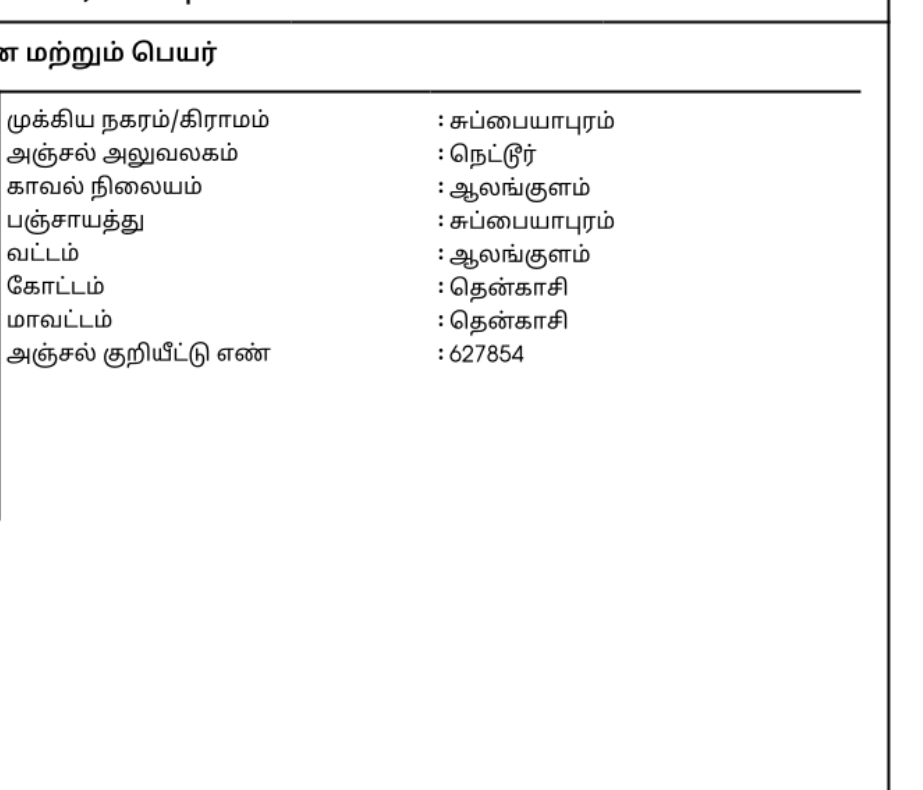 மற்றும் பெயர்
முக்கிய நகரம்/கிராமம் : சுப்பையாபுரம்
அஞ்சல் அலுவலகம் : நெட்டூர்
காவல் நிலையம் : ஆலங்குளம்
பஞ்சாயத்து : சுப்பையாபுரம்
வட்டம் : ஆலங்குளம்
கோட்டம் : தென்காசி
மாவட்டம் : தென்காசி
அஞ்சல் குறியீட்டு எண் : 627854